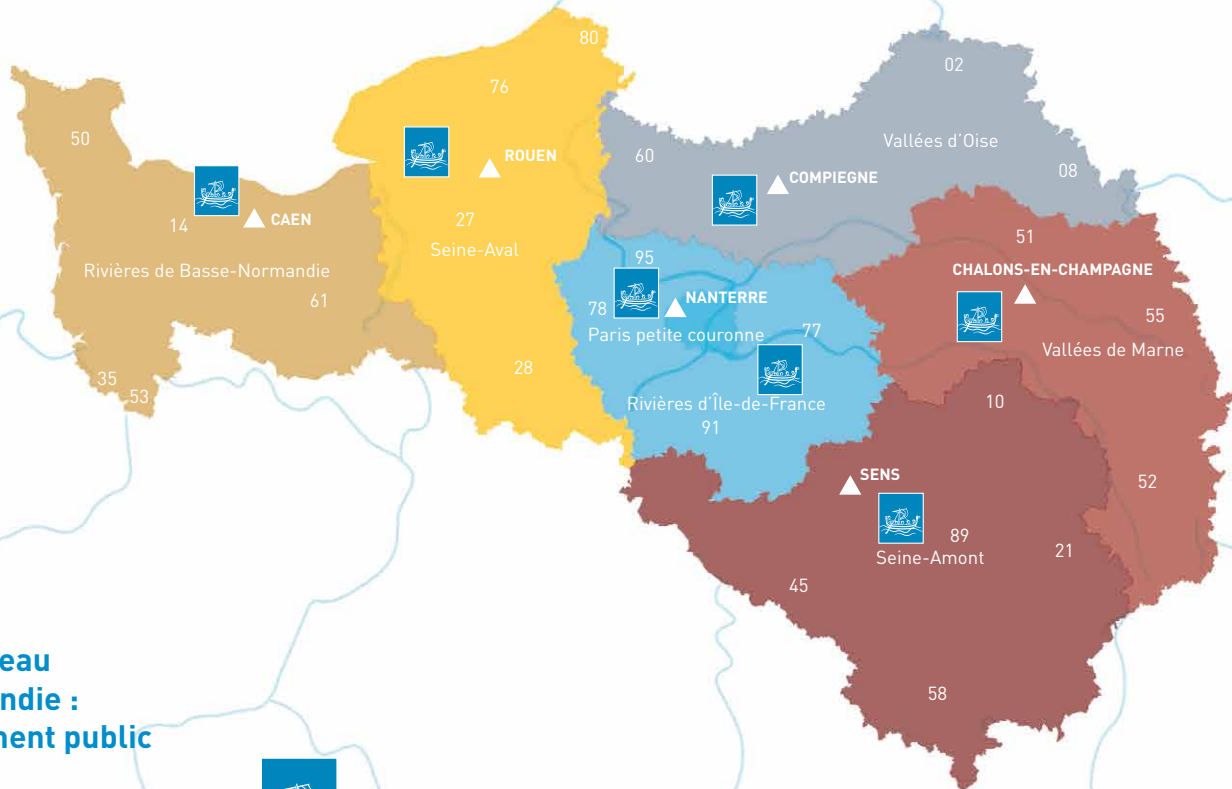 80
02
76
50
Vallées d'Oise
60
ROUEN
08
COMPIEGNE
14
CAEN
27
51
Seine-Aval
95
Rivières de Basse-Normandie
CHALONS-EN-CHAMPAGNE
61
78
NANTERRE
55
77
Paris petite couronne
Vallées de Marne
28
35
53
10
Rivières d'Île-de-France
91
SENS
52
89
21
Seine-Amont
45
eau
ndie :
nent public
58